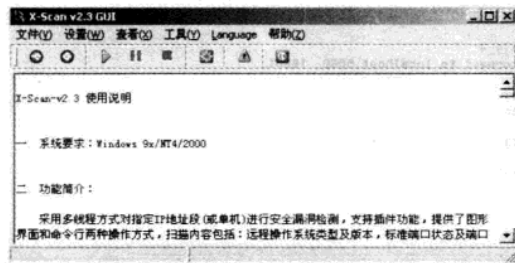 X-Scan v2.3 GUI
文件(V) 设置(W) 查看(X) 工具(Y) Language 帮助(Z)
X-Scan-v2 3 使用说明
一 系统要求：Windows 9x/NT4/2000
二 功能简介：
采用多线程方式对指定IP地址段(或单机)进行安全漏洞检测，支持插件功能，提供了图形
界面和命令行两种操作方式，扫描内容包括：远程操作系统类型及版本，标准端口状态及端口